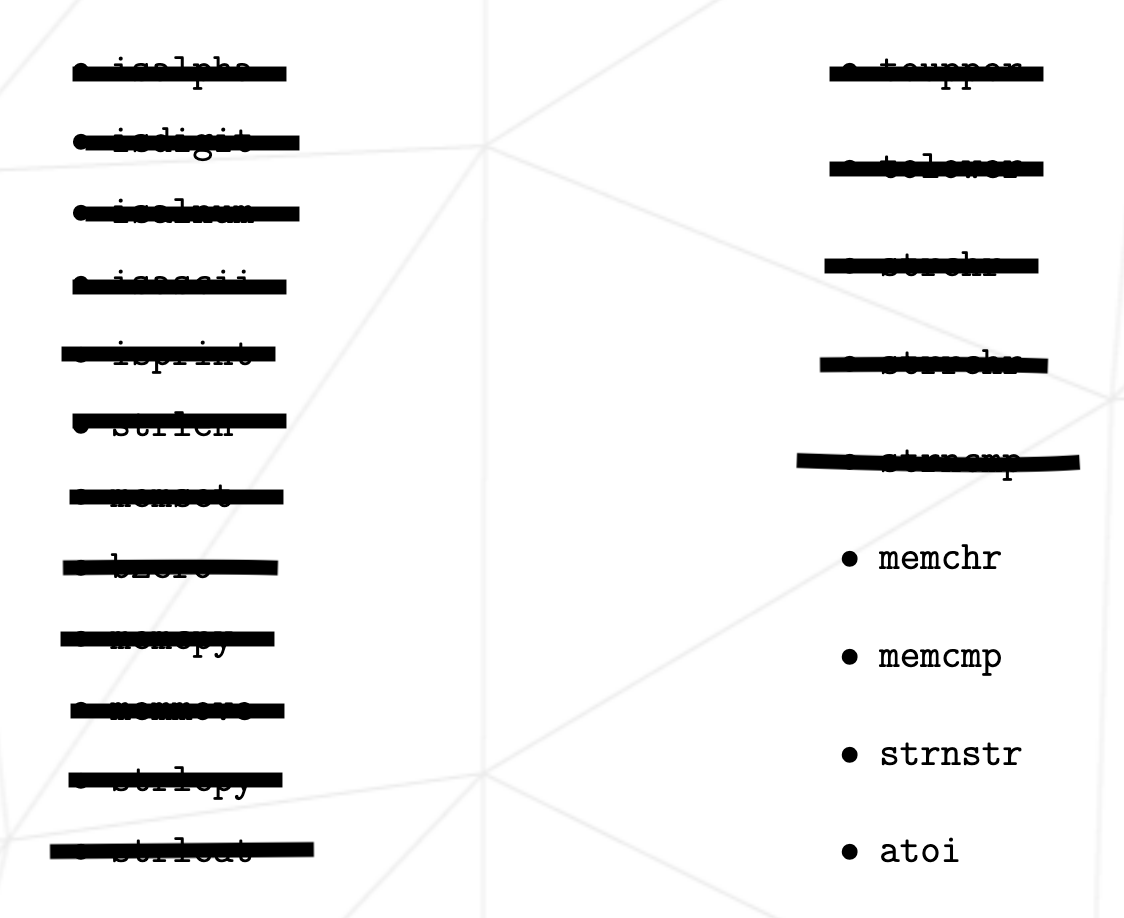 • isalpha
• isdigit
• isalnum
• isascii
• isprint
• strlen
• memset
• bzero
• memcpy
• memmove
• strlcpy
• strlcat
• toupper
• tolower
• strchr
• strrchr
• strncmp
• memchr
• memcmp
• strnstr
• atoi